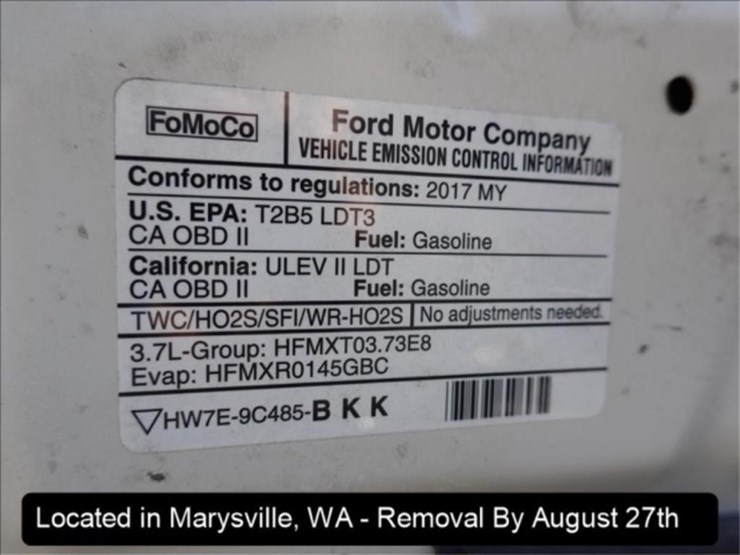 FoMoCo
Ford Motor Company
VEHICLE EMISSION CONTROL INFORMATION
Conforms to regulations: 2017 MY
U.S. EPA: T2B5 LDT3
CA OBD II Fuel: Gasoline
California: ULEV II LDT
CA OBD II Fuel: Gasoline
TWC/HO2S/SFI/WR-HO2S No adjustments needed.
3.7L-Group: HFMXT03.73E8
Evap: HFMXR0145GBC
▽HW7E-9C485-B K K
Located in Marysville, WA - Removal By August 27th